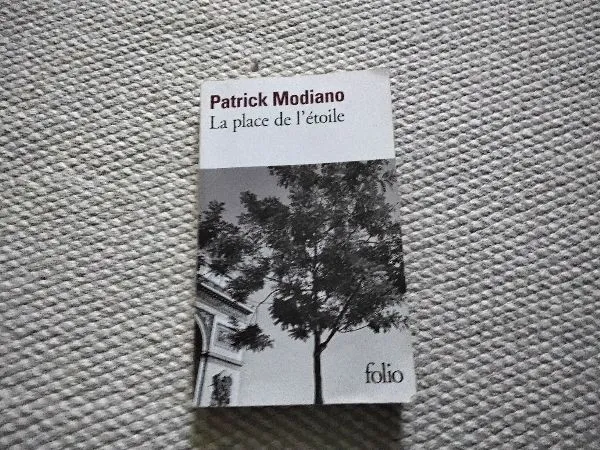 Patrick Modiano
La place de l'étoile
folio